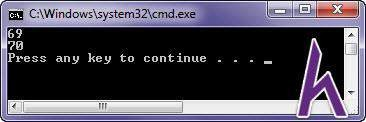 C:\Windows\system32\cmd.exe
69
70
Press any key to continue . . . _